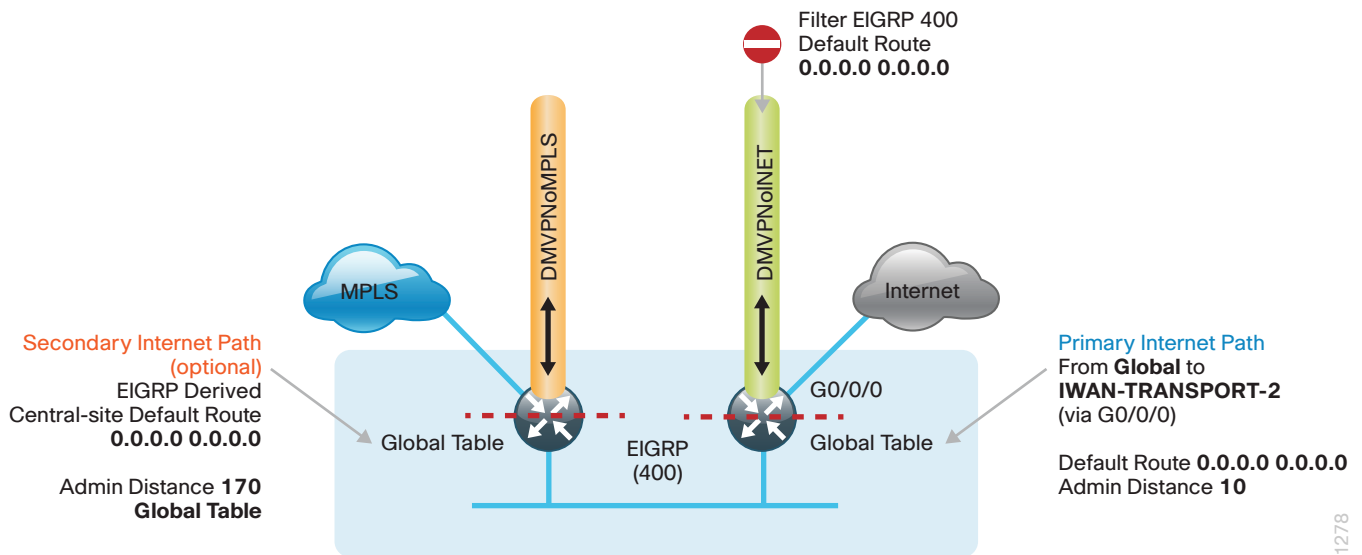 Filter EIGRP 400
Default Route
0.0.0.0 0.0.0.0
DMVPNoMPLS
DMVPNoINET
MPLS
Internet
Secondary Internet Path
(optional)
EIGRP Derived
Central-site Default Route
0.0.0.0 0.0.0.0
Admin Distance 170
Global Table
Global Table
EIGRP
(400)
G0/0/0
Global Table
Primary Internet Path
From Global to
IWAN-TRANSPORT-2
(via G0/0/0)
Default Route 0.0.0.0 0.0.0.0
Admin Distance 10
1278